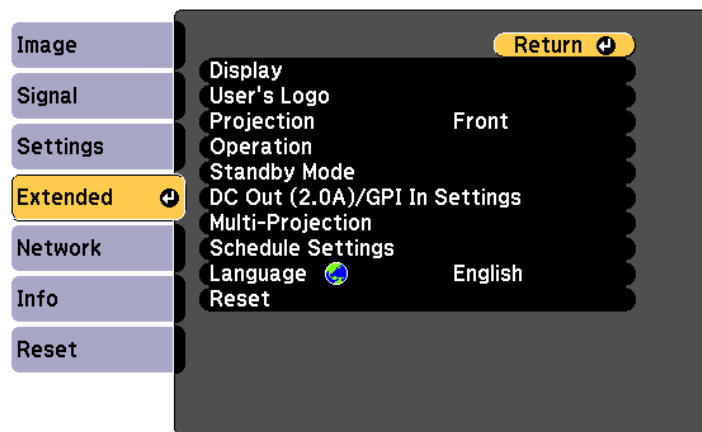 Image
Signal
Settings
Extended
Network
Info
Reset
Return
Display
User's Logo
Projection Front
Operation
Standby Mode
DC Out (2.0A)/GPI In Settings
Multi-Projection
Schedule Settings
Language English
Reset